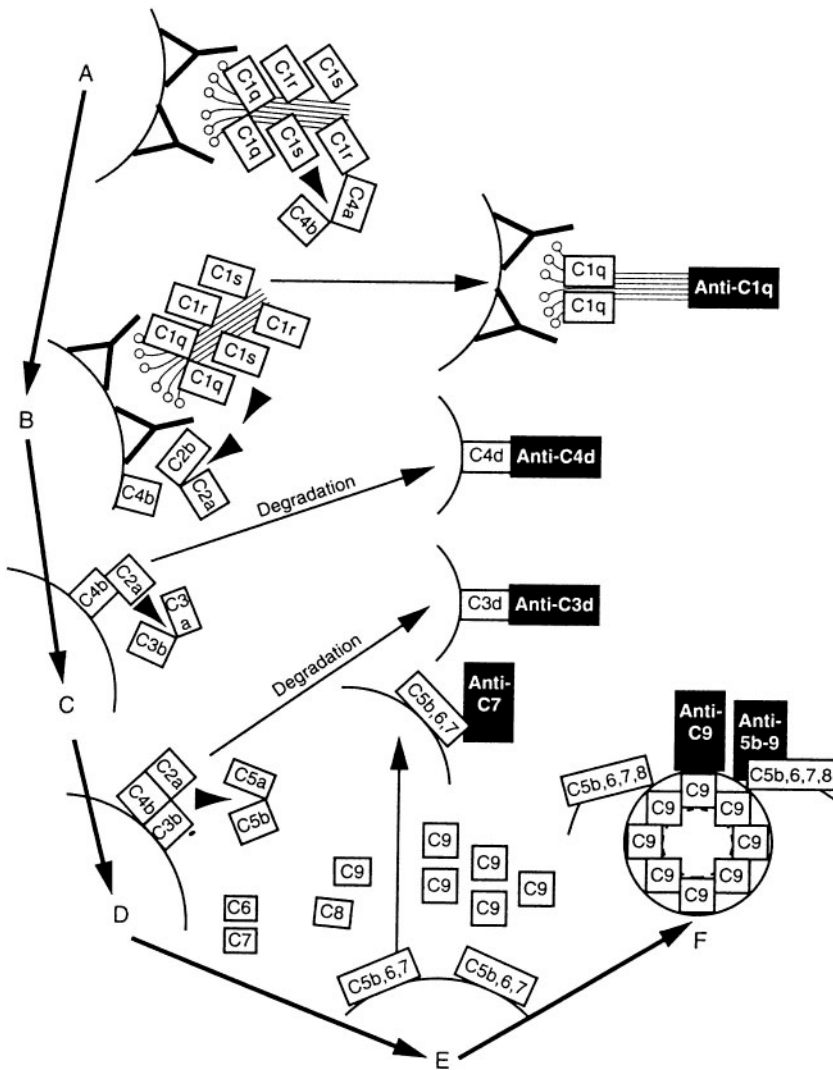 A
C1q
C1r
C1s
C1q
C1s
C1r
C4b
C4a
C1s
C1r
C1q
C1r
C1s
C1q
C1q
C1q
Anti-C1q
B
C2b
C4b
C2a
Degradation
C4d
Anti-C4d
C4b
C2a
C3
a
C3b
Degradation
C3d
Anti-C3d
C
C5b,6,7
Anti-
C7
Anti-
C9
Anti-
5b-9
C2a
C4b
C3b
C5a
C5b
C5b,6,7,8
C5b,6,7,8
C9
C9
C9
C9
C9
C9
C9
C9
C9
C9
C9
C9
C9
C9
C8
D
C6
C7
F
C5b,6,7
C5b,6,7
E